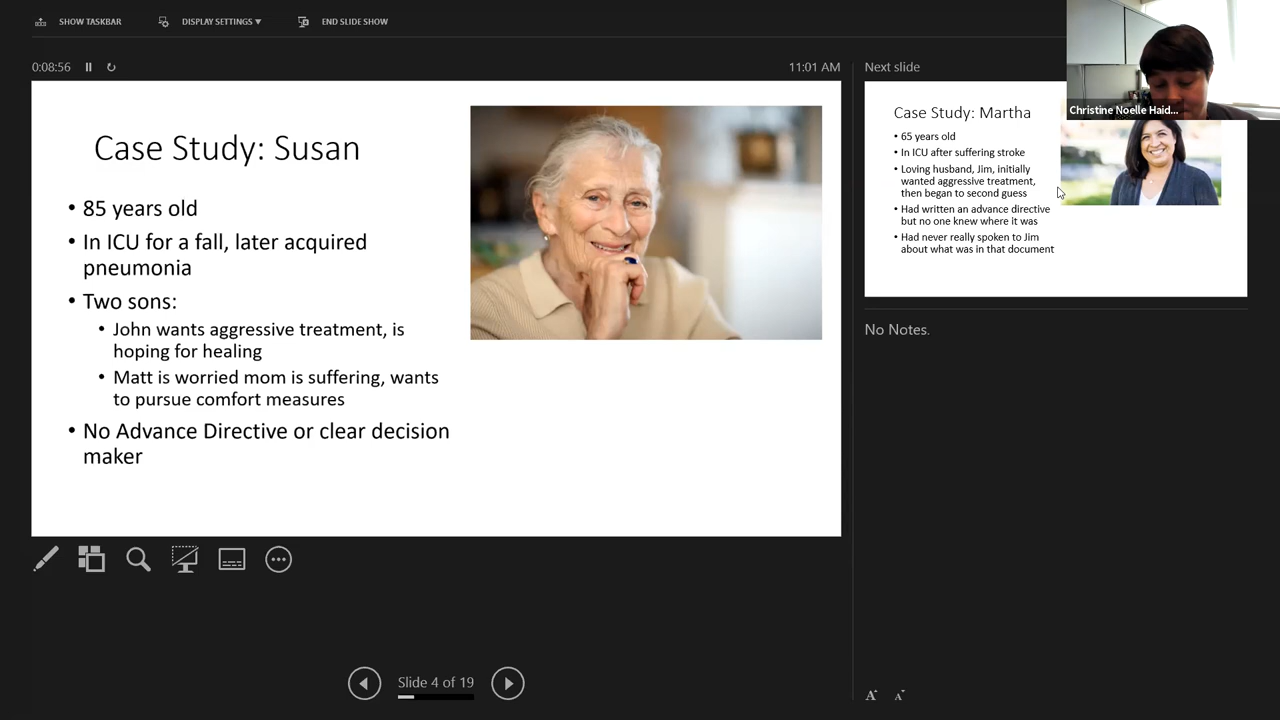 SHOW TASKBAR
DISPLAY SETTINGS ▼
END SLIDE SHOW
0:08:56
11:01 AM
Case Study: Susan
• 85 years old
• In ICU for a fall, later acquired
pneumonia
• Two sons:
• John wants aggressive treatment, is
hoping for healing
• Matt is worried mom is suffering, wants
to pursue comfort measures
• No Advance Directive or clear decision
maker
Slide 4 of 19
Next slide
Christine Noelle Haid...
Case Study: Martha
• 65 years old
• In ICU after suffering stroke
• Loving husband, Jim, initially
wanted aggressive treatment,
then began to second guess
• Had written an advance directive
but no one knew where it was
• Had never really spoken to Jim
about what was in that document
No Notes.
A A